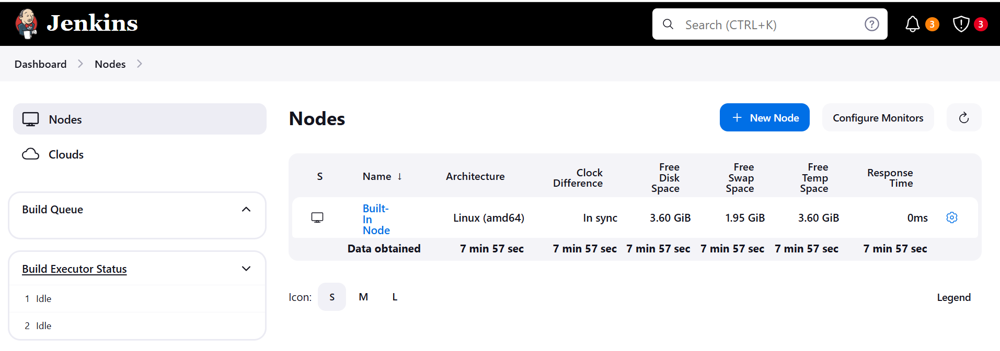 Jenkins
Search (CTRL+K)
3
3
Dashboard
Nodes
Nodes
Clouds
Build Queue
Build Executor Status
1 Idle
2 Idle
Nodes
+ New Node
Configure Monitors
S Name ↓ Architecture Clock Difference Free Disk Space Free Swap Space Free Temp Space Response Time
Built-In Node Linux (amd64) In sync 3.60 GiB 1.95 GiB 3.60 GiB 0ms
Data obtained 7 min 57 sec 7 min 57 sec 7 min 57 sec 7 min 57 sec 7 min 57 sec 7 min 57 sec
Icon: S M L
Legend